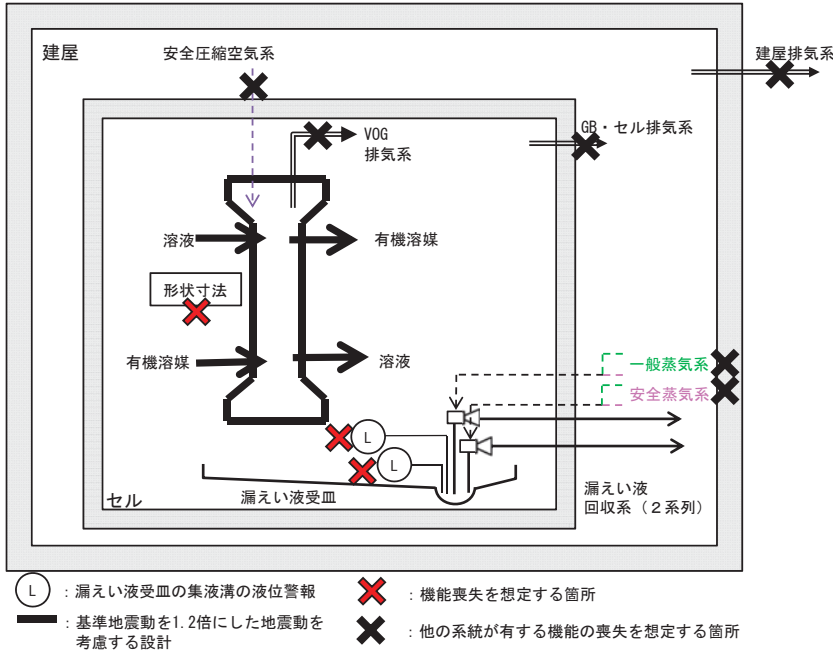 建屋
安全圧縮空気系
建屋排気系
VOG
排気系
GB・セル排気系
溶液
有機溶媒
形状寸法
有機溶媒
溶液
一般蒸気系
安全蒸気系
L
L
漏えい液受皿
セル
漏えい液
回収系（２系列）
L
：漏えい液受皿の集液溝の液位警報
：機能喪失を想定する箇所
：基準地震動を1.2倍にした地震動を
考慮する設計
：他の系統が有する機能の喪失を想定する箇所